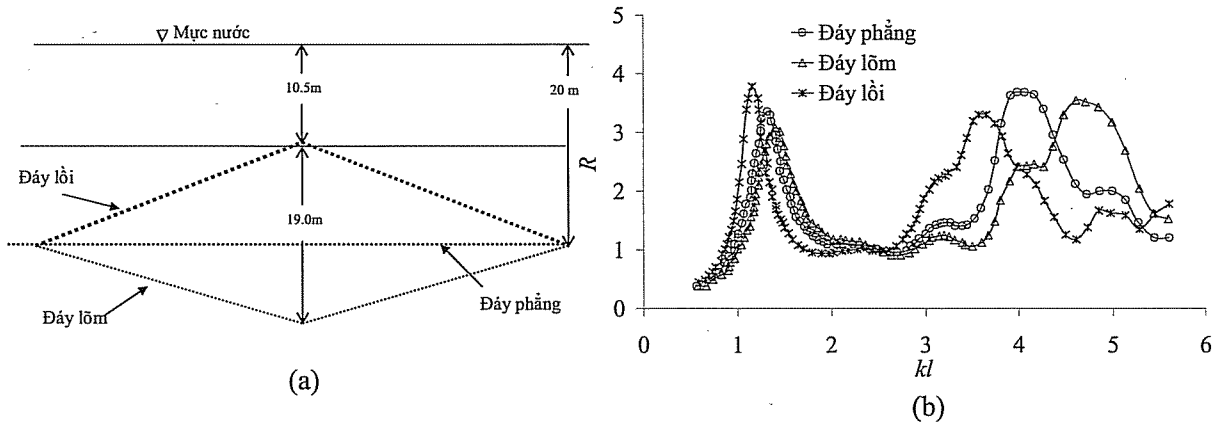 Mực nước
10.5m
20 m
Đáy lồi
19.0m
Đáy phẳng
Đáy lõm
(a)
5
4
3
2
1
0
R
Đáy phẳng
Đáy lõm
Đáy lồi
0 1 2 3 4 5 6
kl
(b)